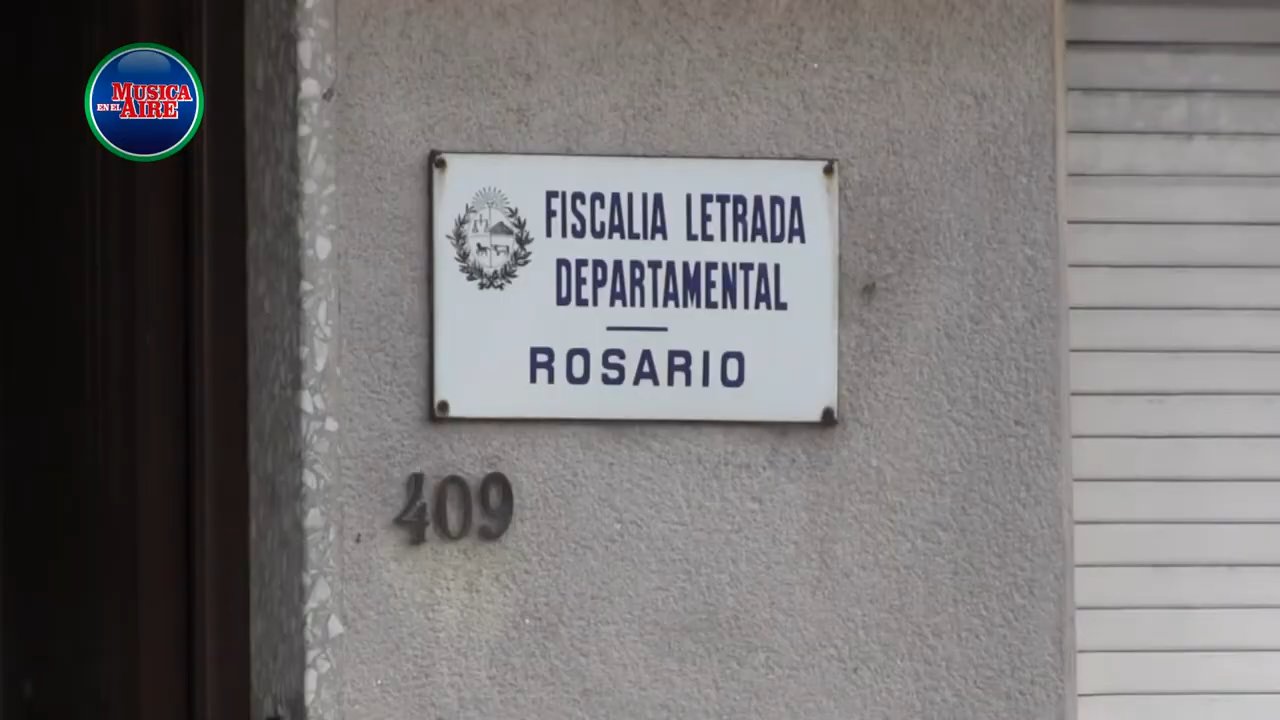 MUSICA
EN EL AIRE
FISCALIA LETRADA
DEPARTAMENTAL
ROSARIO
409